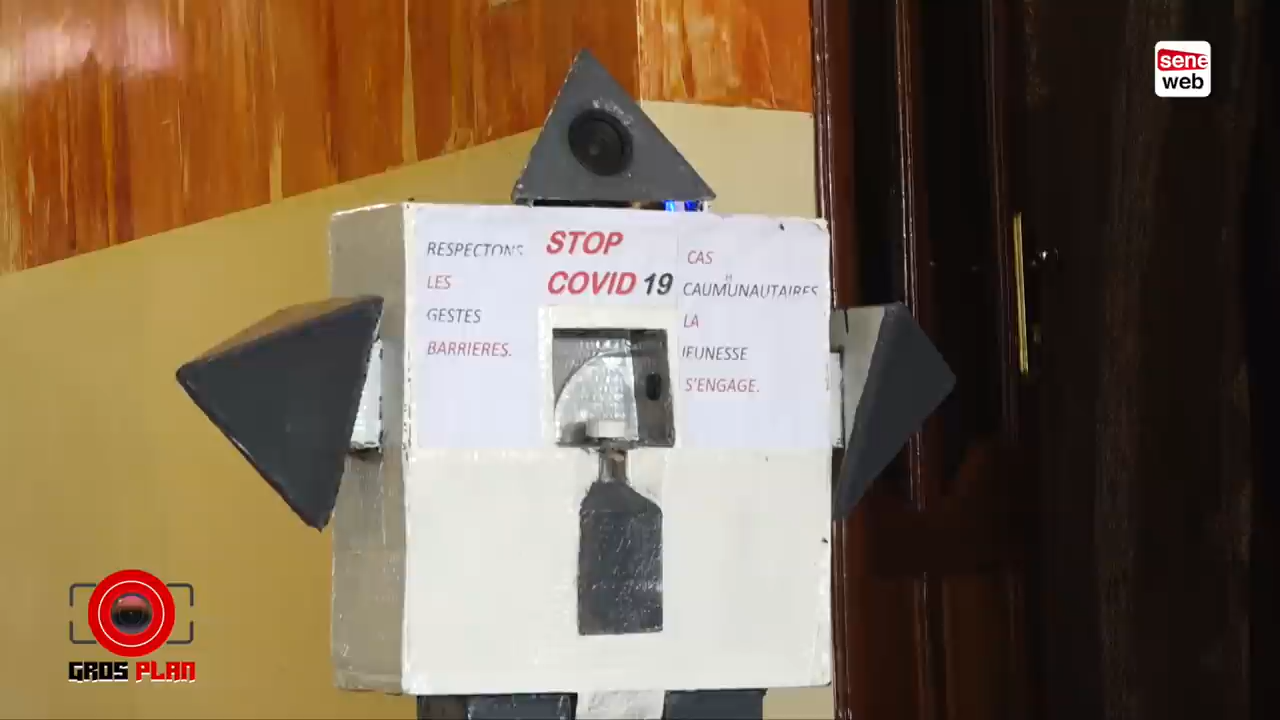 sene
web
RESPECTONS
LES
GESTES
BARRIERES.
STOP
COVID 19
CAS
H
CAUMUNAUTAIRES
LA
JEUNESSE
S'ENGAGE.
GROS PLAN